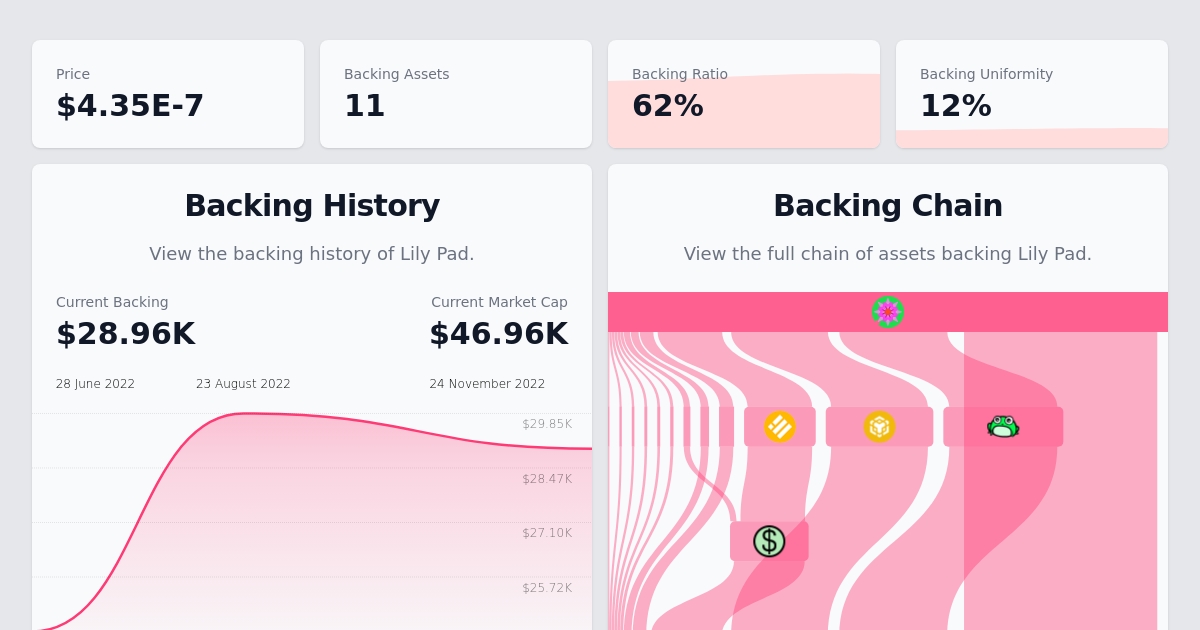 Price
$4.35E-7
Backing Assets
11
Backing Ratio
62%
Backing Uniformity
12%
Backing History
View the backing history of Lily Pad.
Current Backing
$28.96K
Current Market Cap
$46.96K
28 June 2022
23 August 2022
24 November 2022
$29.85K
$28.47K
$27.10K
$25.72K
Backing Chain
View the full chain of assets backing Lily Pad.
$